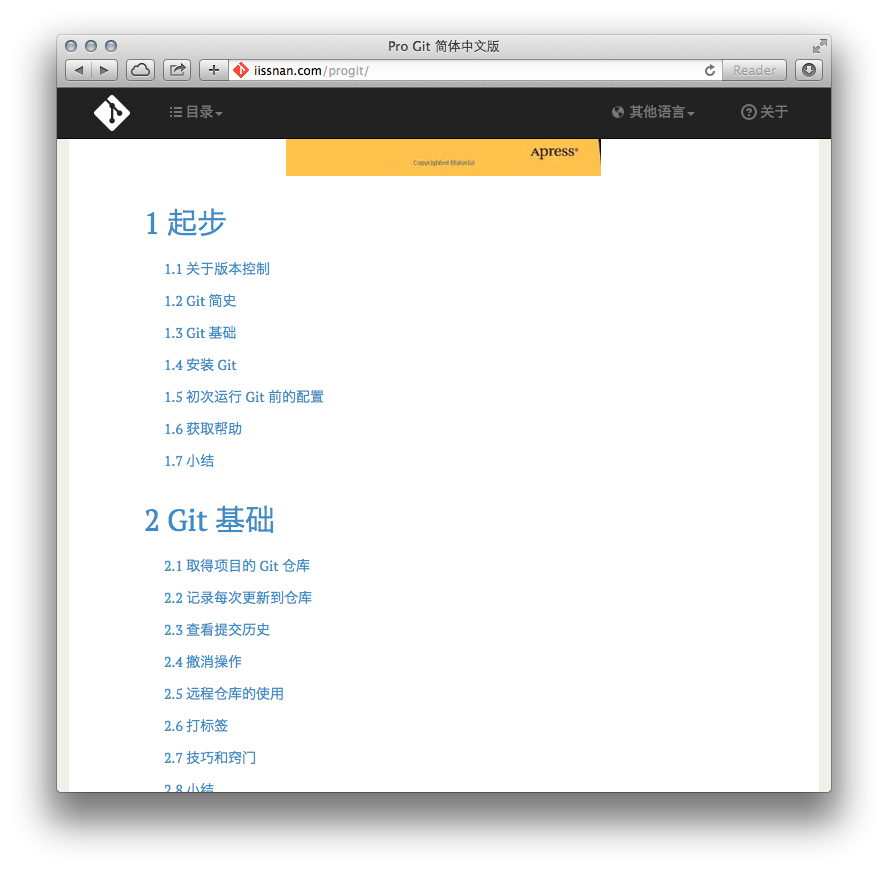 Pro Git 简体中文版
iissnan.com/progit/
Reader
目录
其他语言
关于
Copyrighted Material
Apress®
1 起步
1.1 关于版本控制
1.2 Git 简史
1.3 Git 基础
1.4 安装 Git
1.5 初次运行 Git 前的配置
1.6 获取帮助
1.7 小结
2 Git 基础
2.1 取得项目的 Git 仓库
2.2 记录每次更新到仓库
2.3 查看提交历史
2.4 撤消操作
2.5 远程仓库的使用
2.6 打标签
2.7 技巧和窍门
2.8 小结